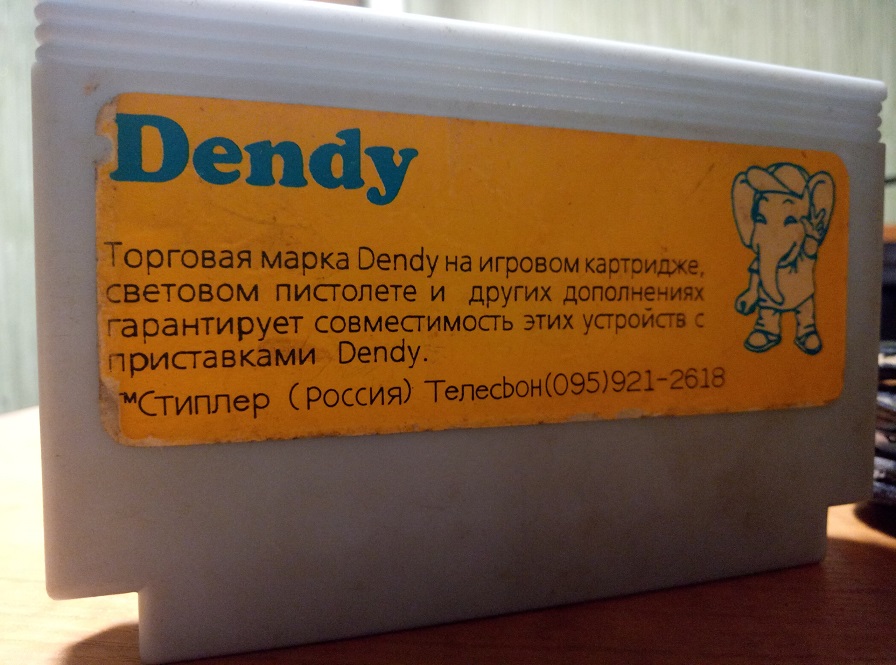 Dendy
Торговая марка Dendy на игровом картридже,
световом пистолете и других дополнениях
гарантирует совместимость этих устройств с
приставками Dendy.
™Стиплер (Россия) Телефон(095)921-2618